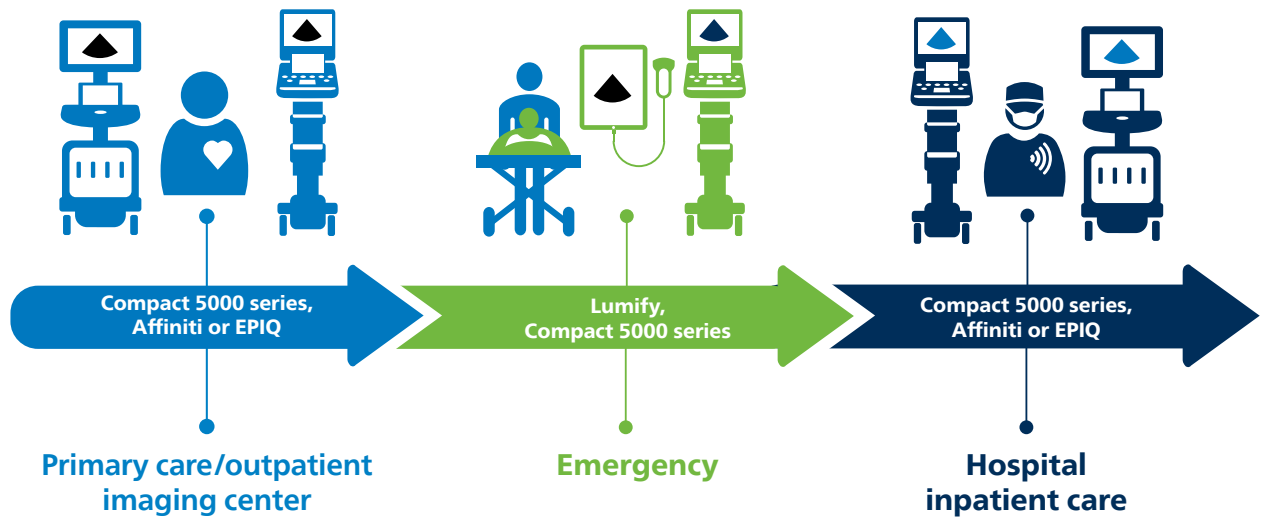 Compact 5000 series,
Affiniti or EPIQ
Lumify,
Compact 5000 series
Compact 5000 series,
Affiniti or EPIQ
Primary care/outpatient
imaging center
Emergency
Hospital
inpatient care